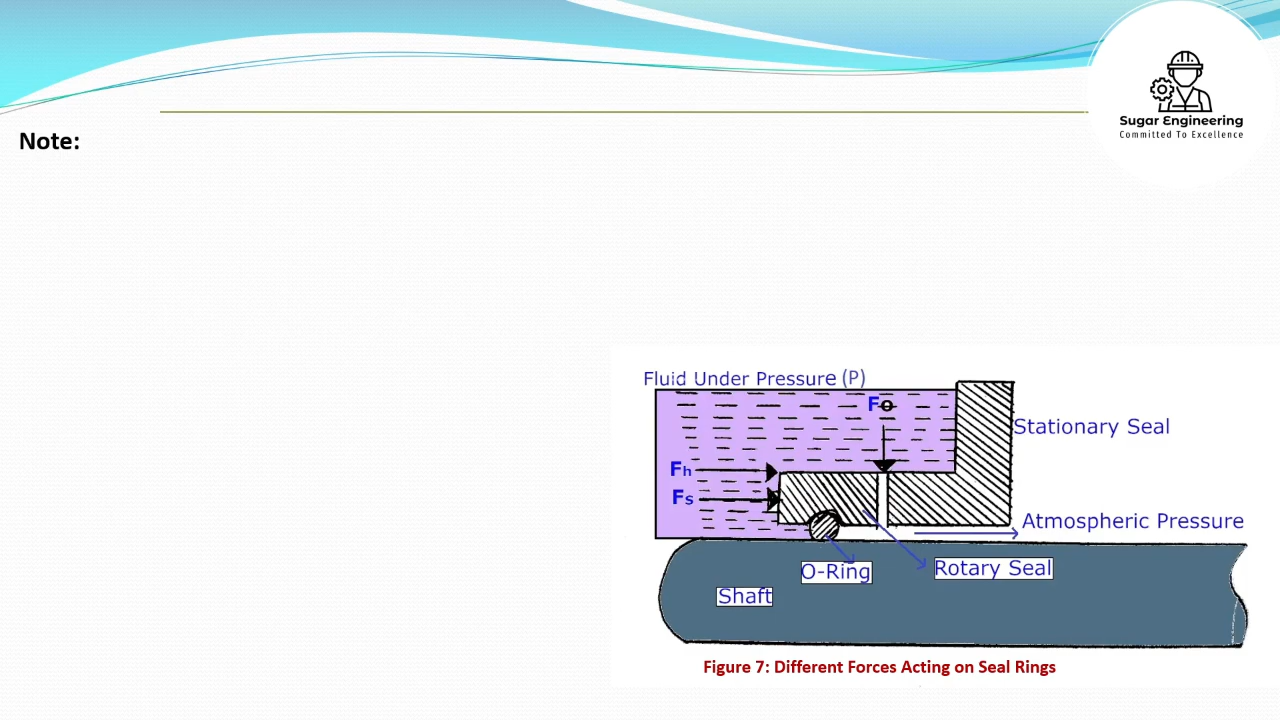 Sugar Engineering
Committed To Excellence
Note:
Fluid Under Pressure (P)
Fo
Stationary Seal
Fh
Fs
Atmospheric Pressure
O-Ring
Rotary Seal
Shaft
Figure 7: Different Forces Acting on Seal Rings